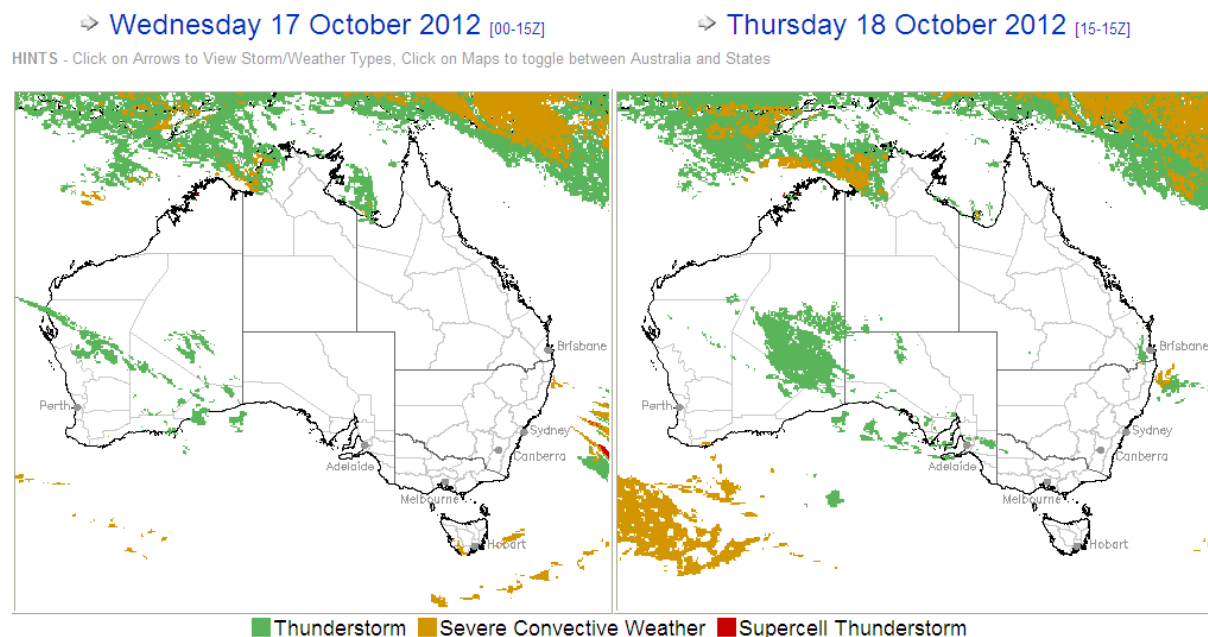 Wednesday 17 October 2012 [00-15Z]
Thursday 18 October 2012 [15-15Z]
HINTS - Click on Arrows to View Storm/Weather Types, Click on Maps to toggle between Australia and States
Brisbane
Perth
Sydney
Canberra
Adelaide
Melbourne
Hobart
Brisbane
Perth
Sydney
Canberra
Adelaide
Melbourne
Hobart
Thunderstorm Severe Convective Weather Supercell Thunderstorm